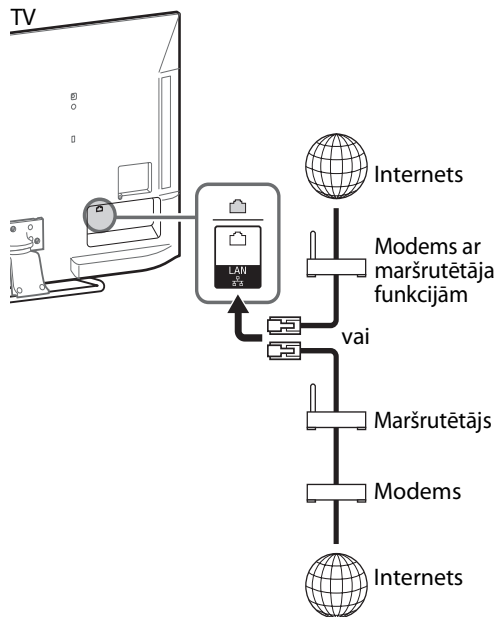 TV
Internets
Modems ar
maršrutētāja
funkcijām
LAN
vai
Maršrutētājs
Modems
Internets